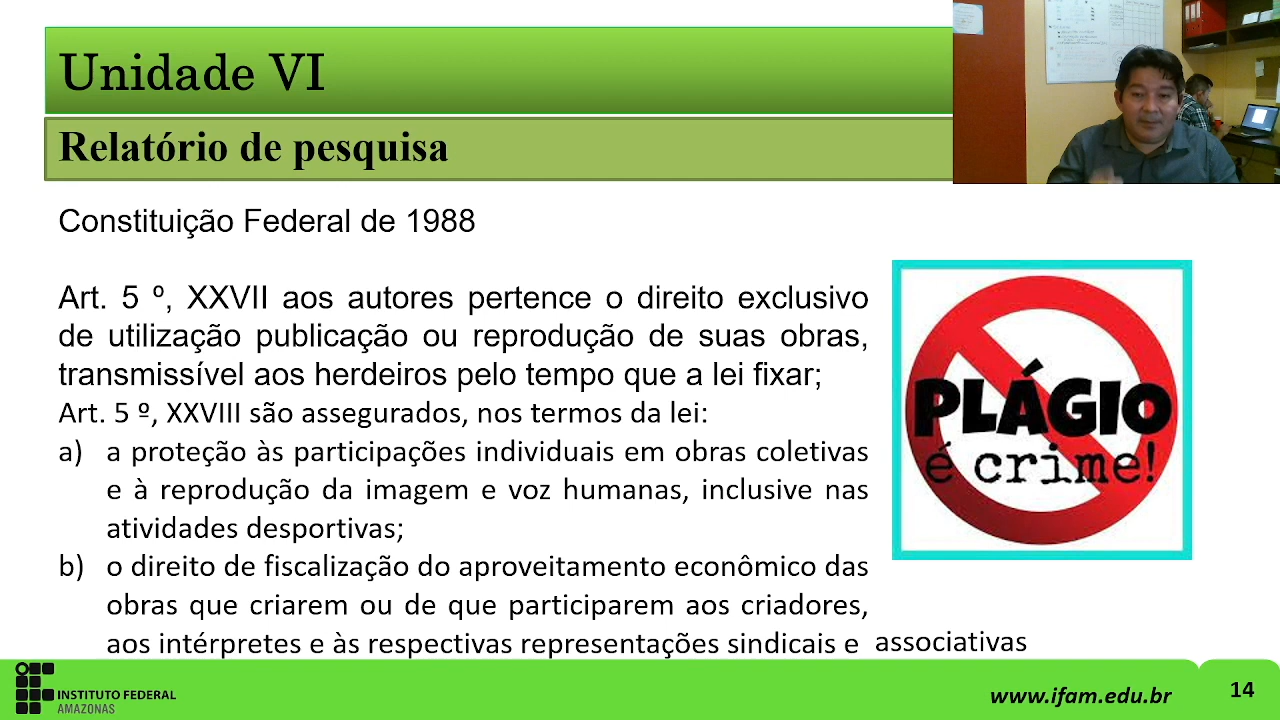 Unidade VI
Relatório de pesquisa
Constituição Federal de 1988
Art. 5 º, XXVII aos autores pertence o direito exclusivo
de utilização publicação ou reprodução de suas obras,
transmissível aos herdeiros pelo tempo que a lei fixar;
Art. 5 º, XXVIII são assegurados, nos termos da lei:
a) a proteção às participações individuais em obras coletivas
e à reprodução da imagem e voz humanas, inclusive nas
atividades desportivas;
b) o direito de fiscalização do aproveitamento econômico das
obras que criarem ou de que participarem aos criadores,
aos intérpretes e às respectivas representações sindicais e associativas
PLÁGIO
é crime!
INSTITUTO FEDERAL
AMAZONAS
www.ifam.edu.br
14